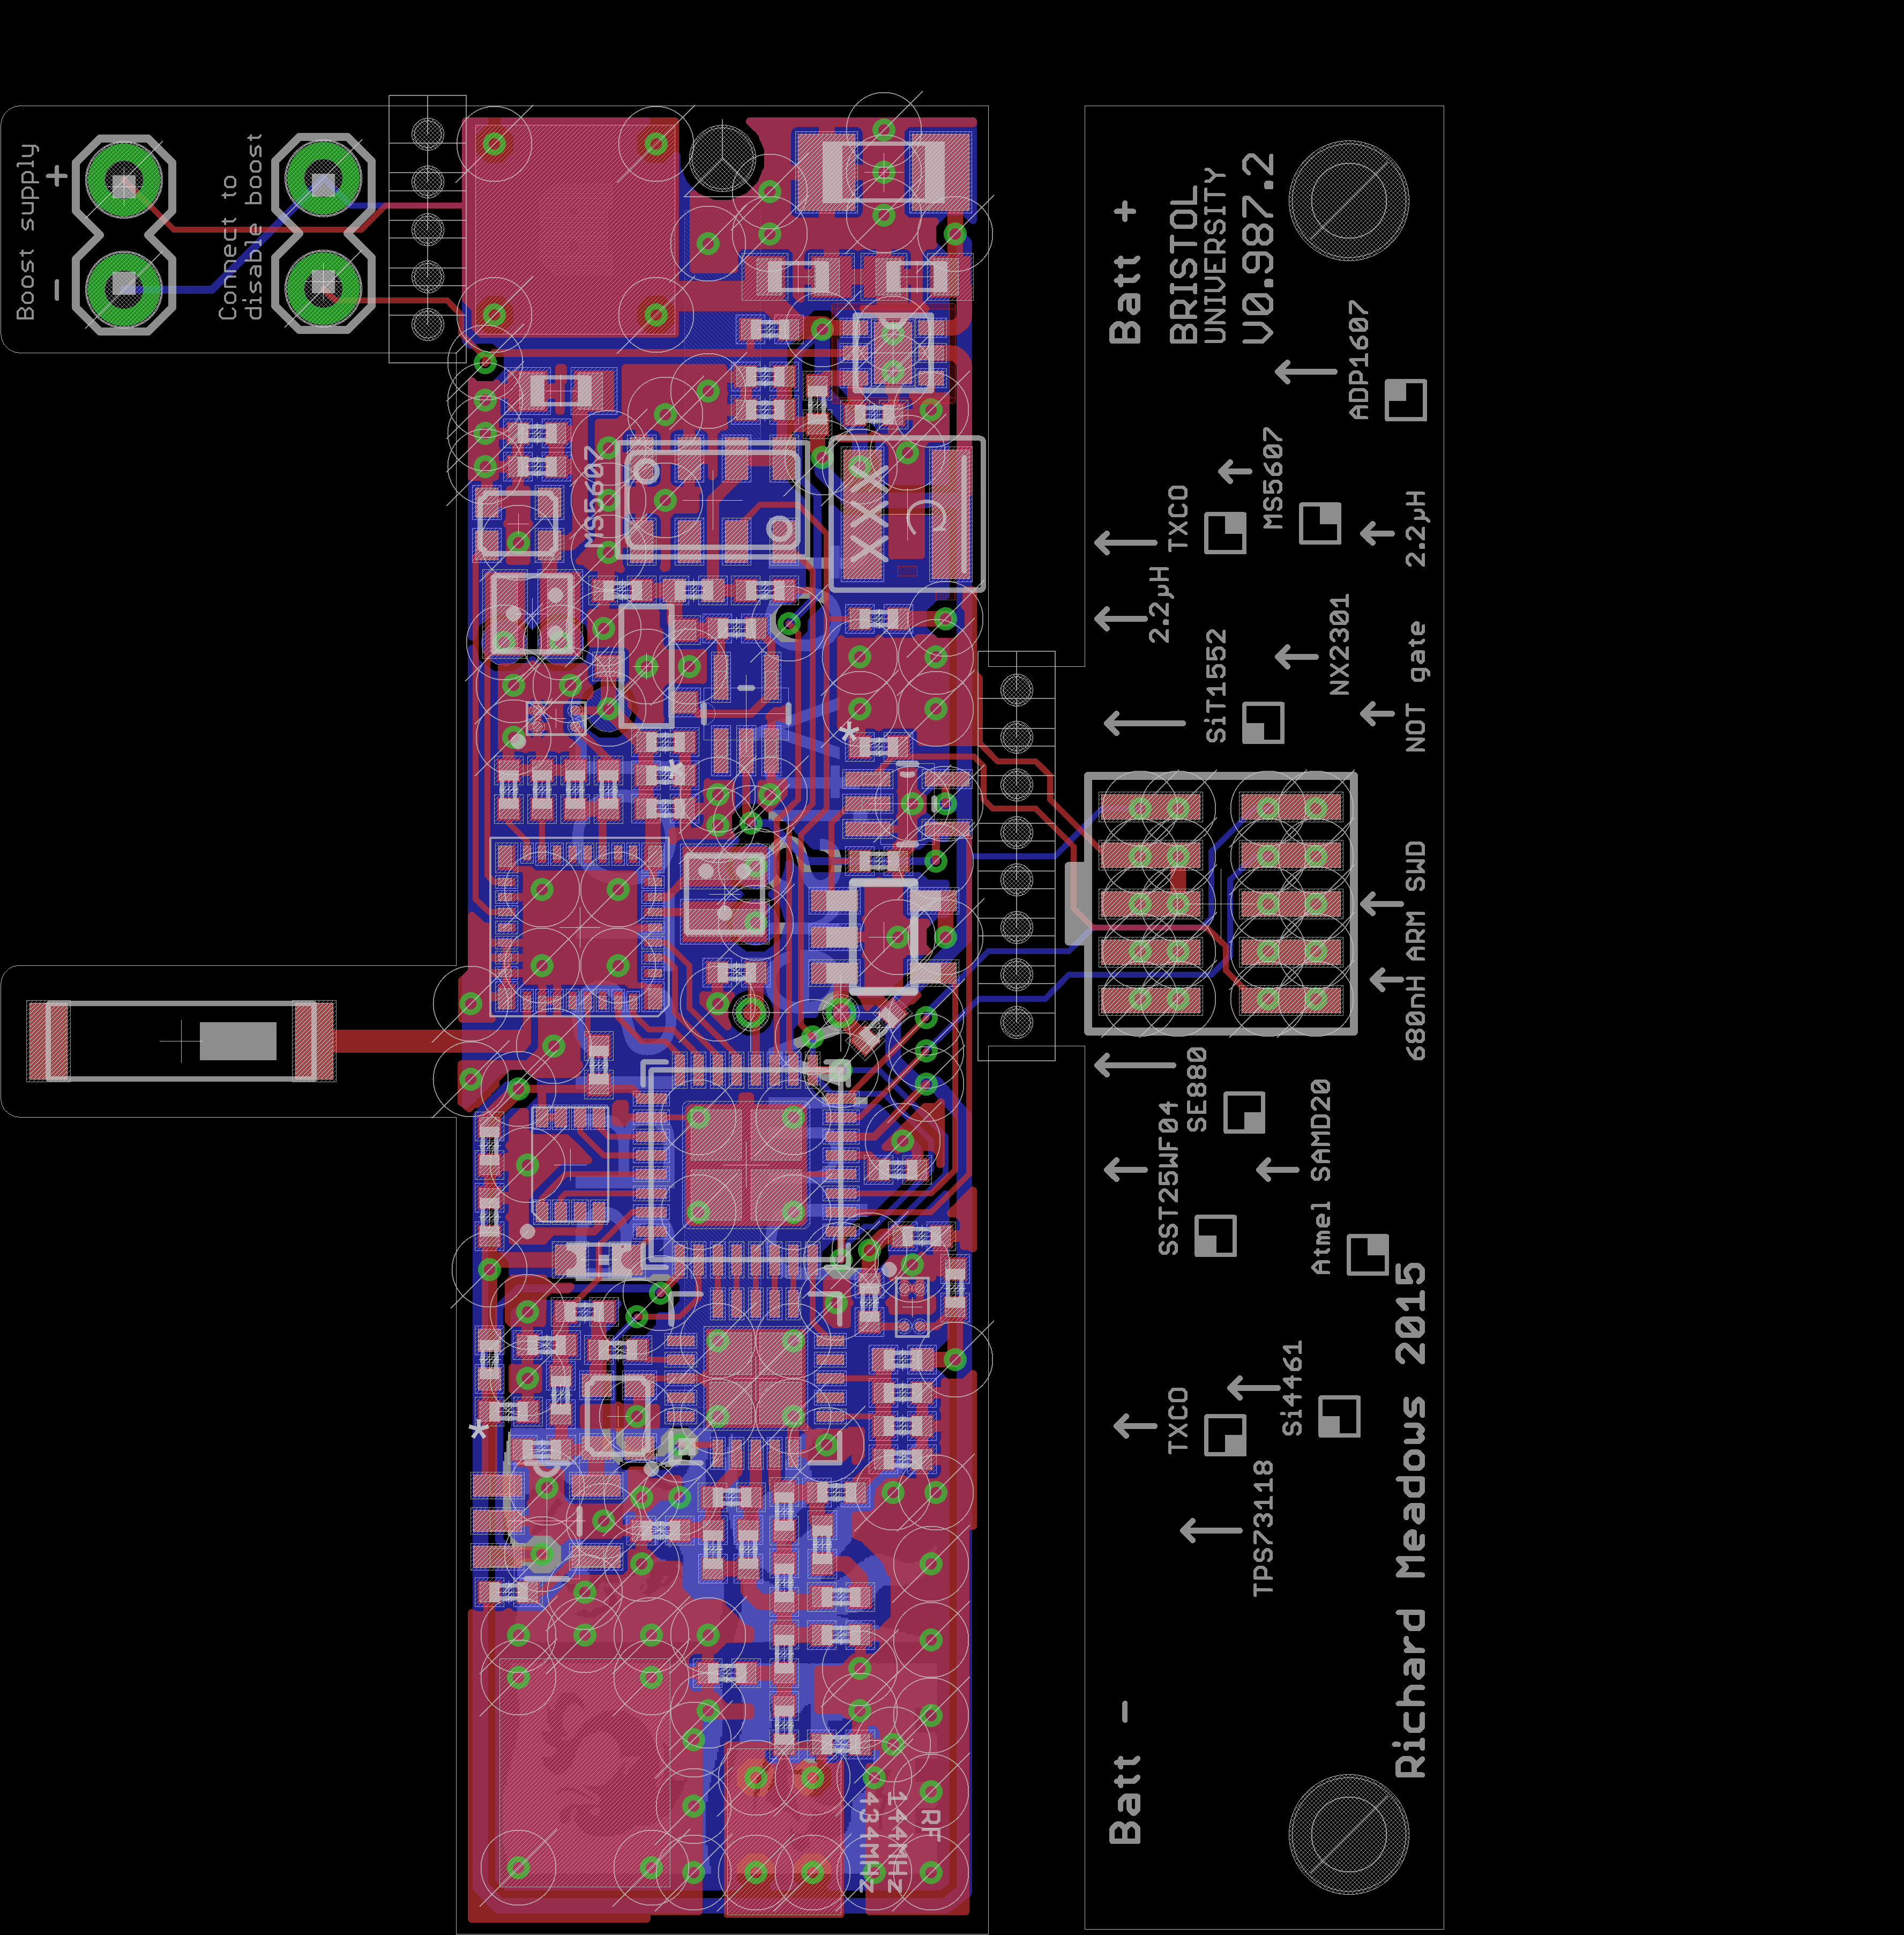 Boost supply
+
-
Connect to
disable boost
MS5607
XXX
C
*
*
*
RF
144MHz
434MHz
Batt +
BRISTOL
UNIVERSITY
V0.987.2
ADP1607
MS5607
TXCO
2.2µH
2.2µH
NX2301
SiT1552
NOT gate
ARM SWD
680nH
SE880
SST25WF04
Atmel SAMD20
Si4461
TXCO
TPS73118
Batt -
Richard Meadows 2015